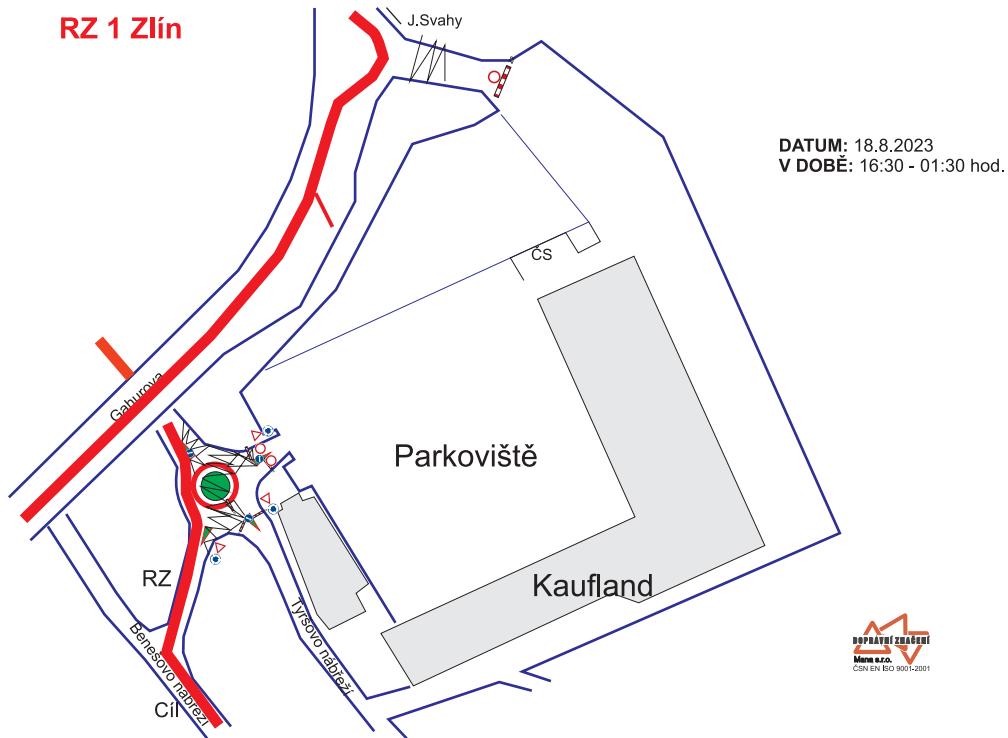 RZ 1 Zlín
J.Svahy
DATUM: 18.8.2023
V DOBĚ: 16:30 - 01:30 hod.
ČS
Gahurova
Parkoviště
Kaufland
RZ
Benešovo nábřeží
Tyršovo nábřeží
Cíl
DOPRAVNÍ ZNAČENÍ
Mana s.r.o.
ČSN EN ISO 9001-2001